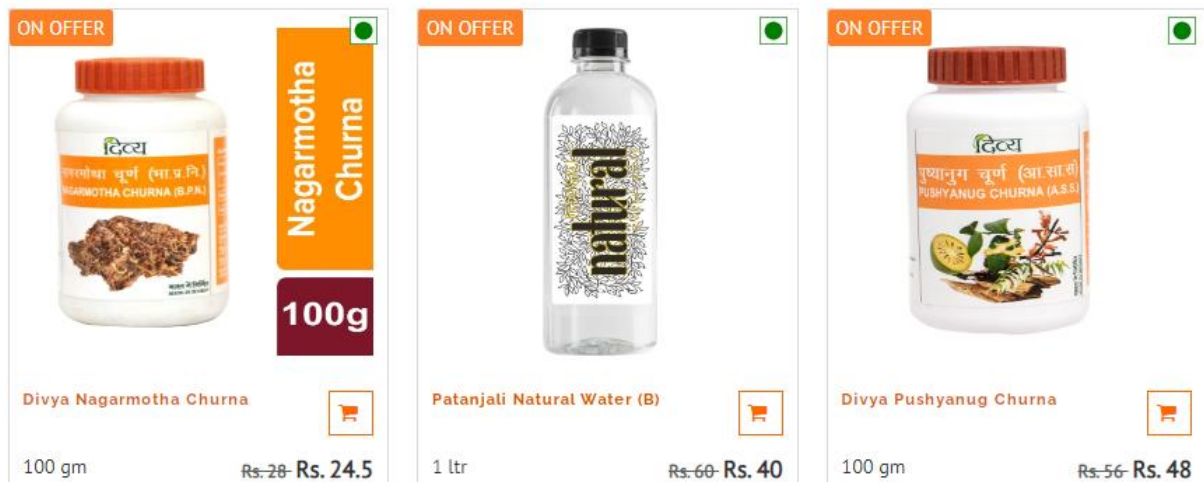 ON OFFER
दिव्य
नागरमोथा चूर्ण (भा.प्र.नि.)
NAGARMOTHA CHURNA (B.P.N.)
Nagarmotha
Churna
100g
Divya Nagarmotha Churna
100 gm
Rs. 28 Rs. 24.5
ON OFFER
natural
Patanjali Natural Water (B)
1 ltr
Rs. 60 Rs. 40
ON OFFER
दिव्य
पुष्यानुग चूर्ण (आ.सा.सं)
PUSHYANUG CHURNA (A.S.S.)
Divya Pushyanug Churna
100 gm
Rs. 56 Rs. 48